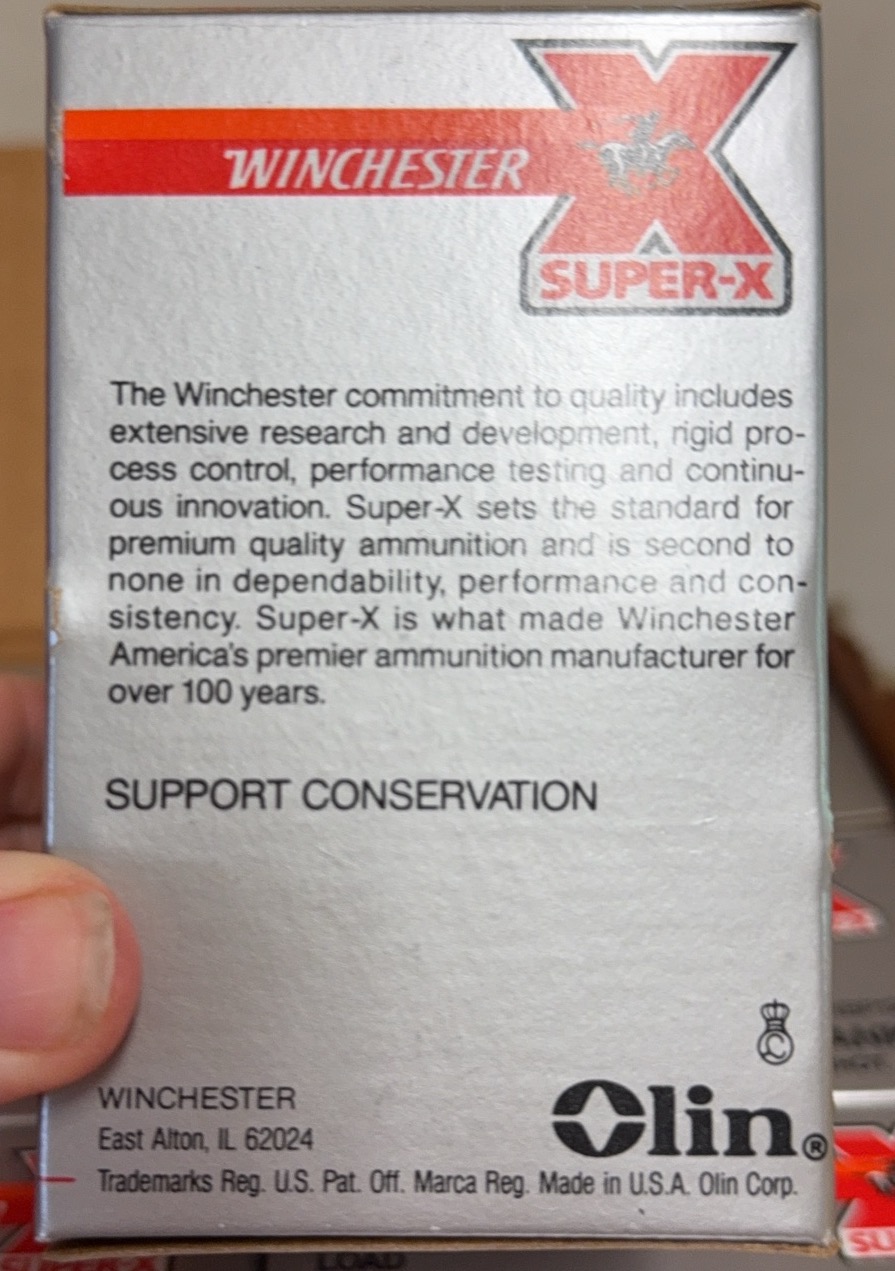 WINCHESTER
SUPER-X
The Winchester commitment to quality includes
extensive research and development, rigid pro-
cess control, performance testing and continu-
ous innovation. Super-X sets the standard for
premium quality ammunition and is second to
none in dependability, performance and con-
sistency. Super-X is what made Winchester
America's premier ammunition manufacturer for
over 100 years.
SUPPORT CONSERVATION
C
WINCHESTER
East Alton, IL 62024
Olin®
Trademarks Reg. U.S. Pat. Off. Marca Reg. Made in U.S.A. Olin Corp.
SUPER-X
LOAD
SU